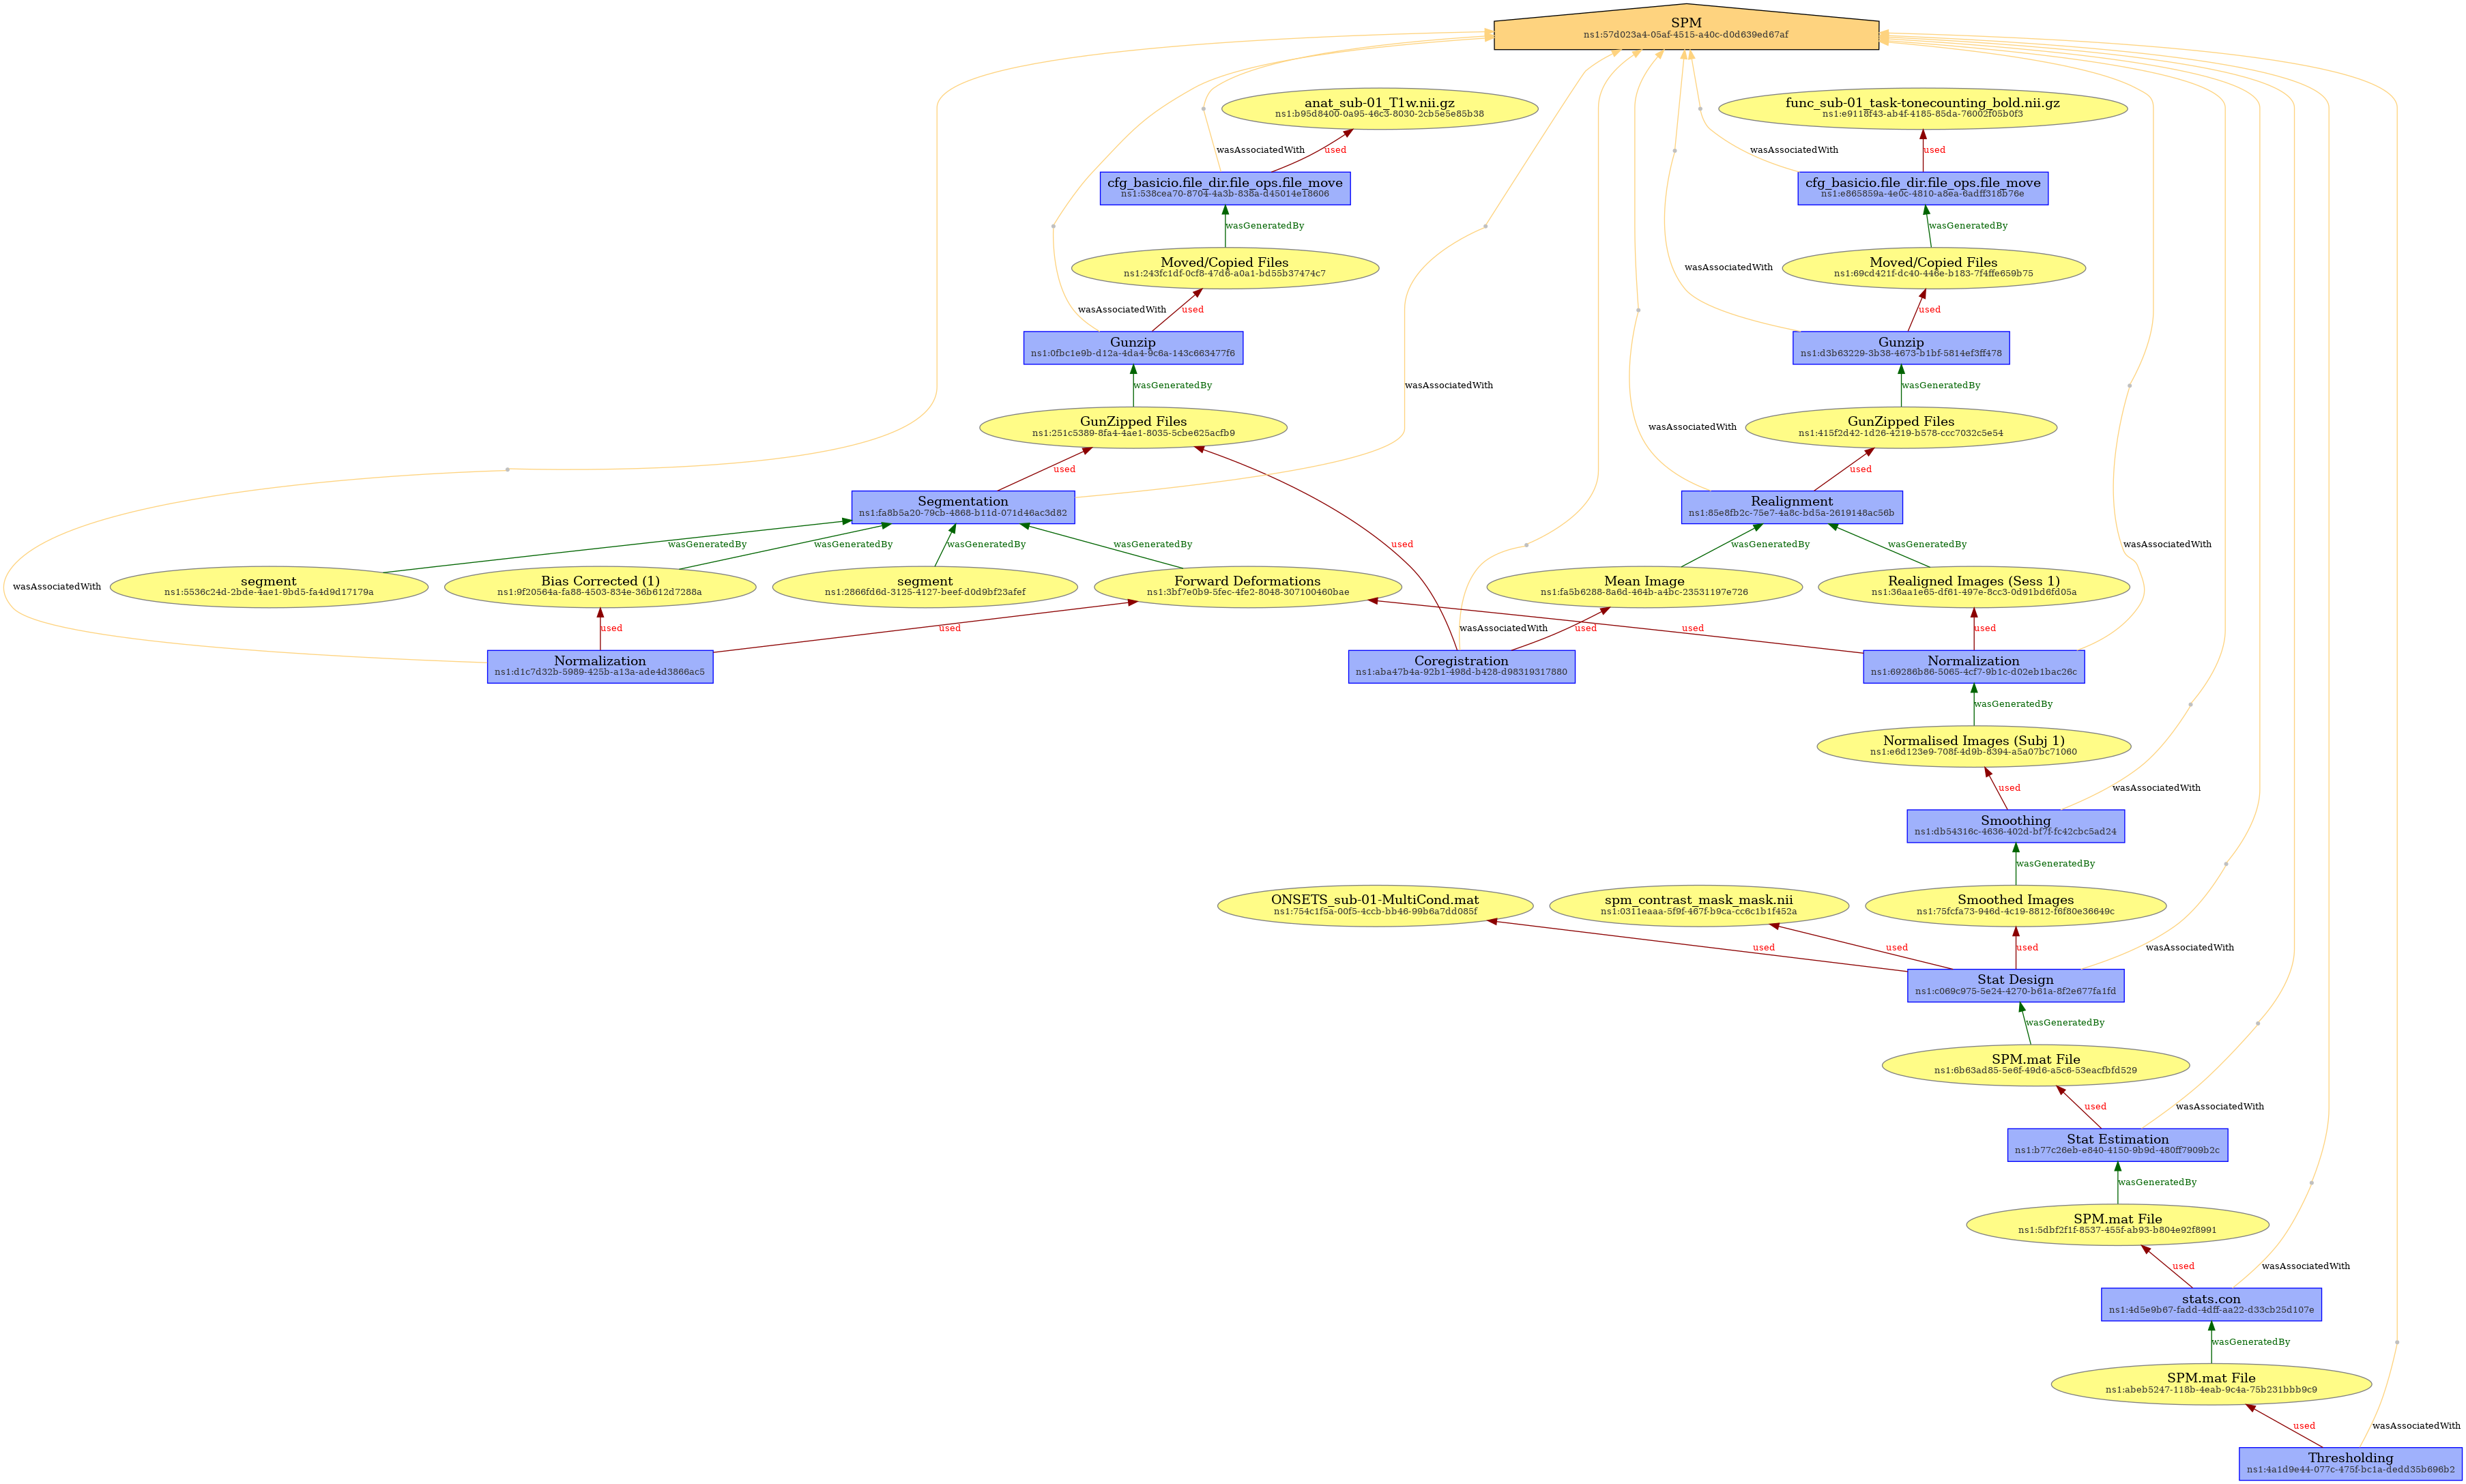 SPM
ns1:57d023a4-05af-4515-a40c-d0d639ed67af
anat_sub-01_T1w.nii.gz
ns1:b95d8400-0a95-46c3-8030-2cb5e5e85b38
func_sub-01_task-tonecounting_bold.nii.gz
ns1:e9118f43-ab4f-4185-85da-76002f05b0f3
wasAssociatedWith
used
wasAssociatedWith
used
cfg_basicio.file_dir.file_ops.file_move
ns1:538cea70-8704-4a3b-838a-d45014e18606
cfg_basicio.file_dir.file_ops.file_move
ns1:e865859a-4e0c-4810-a8ea-6adff318b76e
wasGeneratedBy
wasGeneratedBy
Moved/Copied Files
ns1:243fc1df-0cf8-47d6-a0a1-bd55b37474c7
wasAssociatedWith
Moved/Copied Files
ns1:69cd421f-dc40-446e-b183-7f4ffe659b75
wasAssociatedWith
used
used
Gunzip
ns1:0fbc1e9b-d12a-4da4-9c6a-143c663477f6
Gunzip
ns1:d3b63229-3b38-4673-b1bf-5814ef3ff478
wasGeneratedBy
wasAssociatedWith
wasGeneratedBy
GunZipped Files
ns1:251c5389-8fa4-4ae1-8035-5cbe625acfb9
wasAssociatedWith
GunZipped Files
ns1:415f2d42-1d26-4219-b578-ccc7032c5e54
used
used
Segmentation
ns1:fa8b5a20-79cb-4868-b11d-071d46ac3d82
Realignment
ns1:85e8fb2c-75e7-4a8c-bd5a-2619148ac56b
wasGeneratedBy
wasGeneratedBy
wasGeneratedBy
wasGeneratedBy
used
wasGeneratedBy
wasGeneratedBy
wasAssociatedWith
wasAssociatedWith
segment
ns1:5536c24d-2bde-4ae1-9bd5-fa4d9d17179a
Bias Corrected (1)
ns1:9f20564a-fa88-4503-834e-36b612d7288a
segment
ns1:2866fd6d-3125-4127-beef-d0d9bf23afef
Forward Deformations
ns1:3bf7e0b9-5fec-4fe2-8048-307100460bae
Mean Image
ns1:fa5b6288-8a6d-464b-a4bc-23531197e726
Realigned Images (Sess 1)
ns1:36aa1e65-df61-497e-8cc3-0d91bd6fd05a
used
used
wasAssociatedWith
used
used
used
Normalization
ns1:d1c7d32b-5989-425b-a13a-ade4d3866ac5
Coregistration
ns1:aba47b4a-92b1-498d-b428-d98319317880
Normalization
ns1:69286b86-5065-4cf7-9b1c-d02eb1bac26c
wasGeneratedBy
Normalised Images (Subj 1)
ns1:e6d123e9-708f-4d9b-8394-a5a07bc71060
used
wasAssociatedWith
Smoothing
ns1:db54316c-4636-402d-bf7f-fc42cbc5ad24
wasGeneratedBy
ONSETS_sub-01-MultiCond.mat
ns1:754c1f5a-00f5-4ccb-bb46-99b6a7dd085f
spm_contrast_mask_mask.nii
ns1:0311eaaa-5f9f-467f-b9ca-cc6c1b1f452a
Smoothed Images
ns1:75fcfa73-946d-4c19-8812-f6f80e36649c
used
used
used
wasAssociatedWith
Stat Design
ns1:c069c975-5e24-4270-b61a-8f2e677fa1fd
wasGeneratedBy
SPM.mat File
ns1:6b63ad85-5e6f-49d6-a5c6-53eacfbfd529
used
wasAssociatedWith
Stat Estimation
ns1:b77c26eb-e840-4150-9b9d-480ff7909b2c
wasGeneratedBy
SPM.mat File
ns1:5dbf2f1f-8537-455f-ab93-b804e92f8991
used
wasAssociatedWith
stats.con
ns1:4d5e9b67-fadd-4dff-aa22-d33cb25d107e
wasGeneratedBy
SPM.mat File
ns1:abeb5247-118b-4eab-9c4a-75b231bbb9c9
used
wasAssociatedWith
Thresholding
ns1:4a1d9e44-077c-475f-bc1a-dedd35b696b2